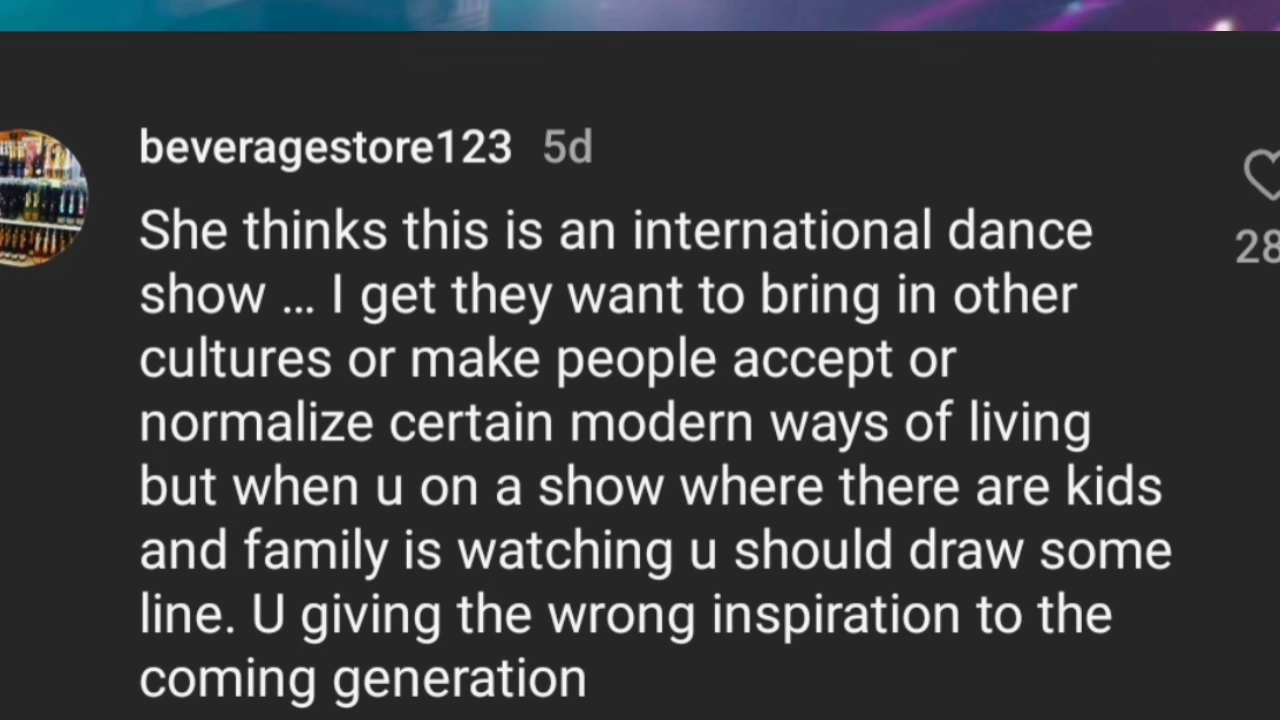 beveragestore123 5d
She thinks this is an international dance
show ... I get they want to bring in other
cultures or make people accept or
normalize certain modern ways of living
but when u on a show where there are kids
and family is watching u should draw some
line. U giving the wrong inspiration to the
coming generation
28